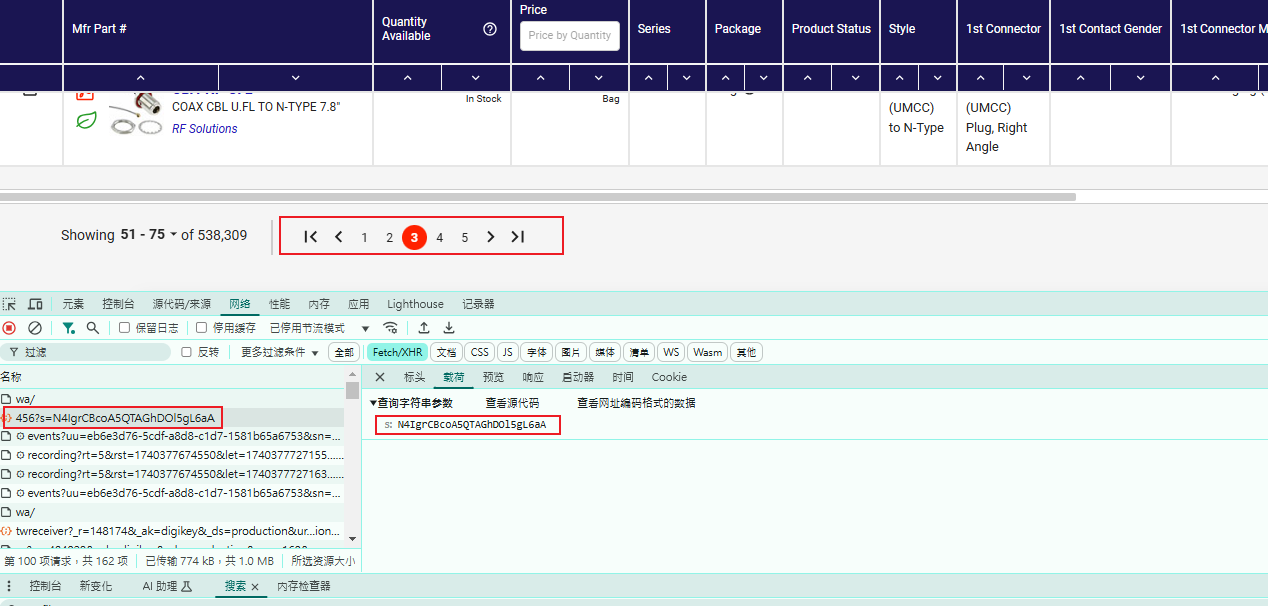 Mfr Part #
Quantity Available
Price
Price by Quantity
Series
Package
Product Status
Style
1st Connector
1st Contact Gender
1st Connector M
COAX CBL U.FL TO N-TYPE 7.8"
RF Solutions
In Stock
Bag
(UMCC)
to N-Type
(UMCC)
Plug, Right
Angle
Showing 51 - 75 of 538,309
1 2 3 4 5
元素 控制台 源代码/来源 网络 性能 内存 应用 Lighthouse 记录器
保留日志 停用缓存 已停用节流模式
过滤 反转 更多过滤条件 全部 Fetch/XHR 文档 CSS JS 字体 图片 媒体 清单 WS Wasm 其他
名称
标头 载荷 预览 响应 启动器 时间 Cookie
wa/
456?s=N4IgrCBcoA5QTAGhDOl5gL6aA
events?uu=eb6e3d76-5cdf-a8d8-c1d7-1581b65a6753&sn=...
recording?rt=5&rst=1740377674550&let=1740377727155......
recording?rt=5&rst=1740377674550&let=1740377727163......
events?uu=eb6e3d76-5cdf-a8d8-c1d7-1581b65a6753&sn=...
wa/
twreceiver?_r=148174&_ak=digikey&_ds=production&ur...ion...
查询字符串参数 查看源代码 查看网址编码格式的数据
s: N4IgrCBcoA5QTAGhDOl5gL6aA
第 100 项请求，共 162 项 已传输 774 kB，共 1.0 MB 所选资源大小
控制台 新变化 AI 助理 搜索 内存检查器